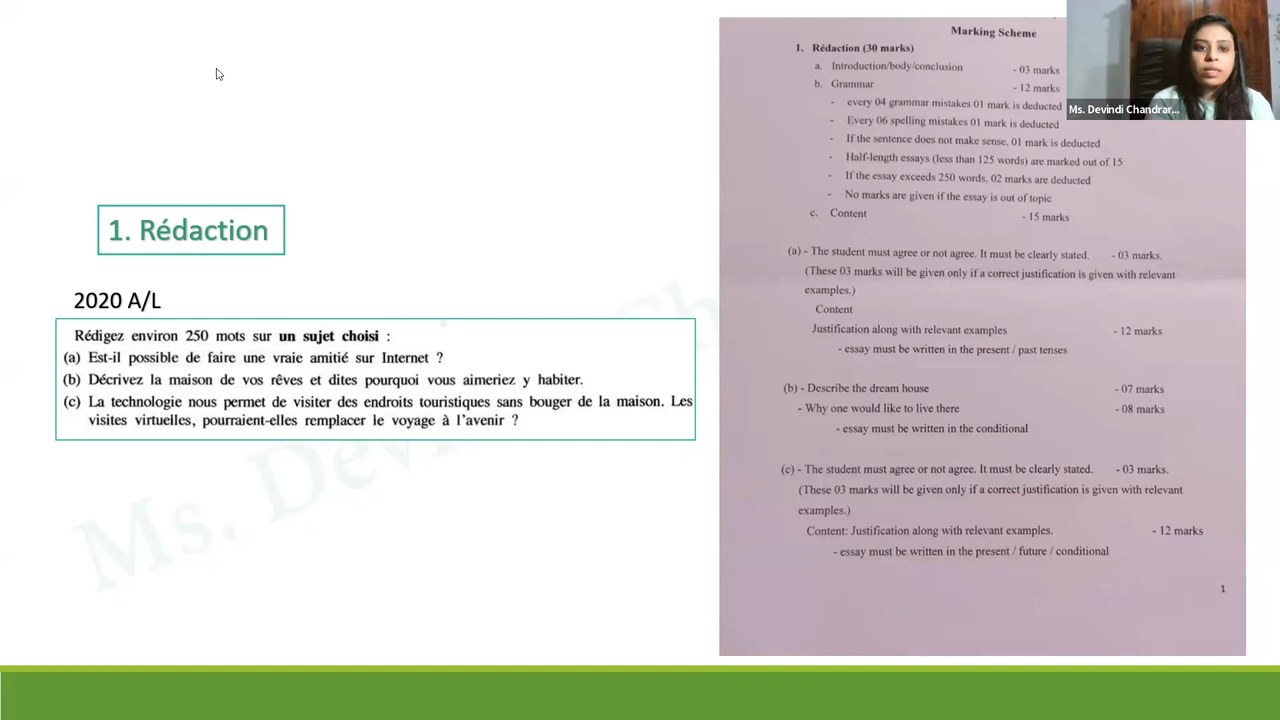 1. Rédaction
2020 A/L
Rédigez environ 250 mots sur un sujet choisi :
(a) Est-il possible de faire une vraie amitié sur Internet ?
(b) Décrivez la maison de vos rêves et dites pourquoi vous aimeriez y habiter.
(c) La technologie nous permet de visiter des endroits touristiques sans bouger de la maison. Les
visites virtuelles, pourraient-elles remplacer le voyage à l'avenir ?
Ms. Devi
Marking Scheme
1. Rédaction (30 marks)
a. Introduction/body/conclusion - 03 marks
b. Grammar - 12 marks
- every 04 grammar mistakes 01 mark is deducted
- Every 06 spelling mistakes 01 mark is deducted
- If the sentence does not make sense, 01 mark is deducted
- Half-length essays (less than 125 words) are marked out of 15
- If the essay exceeds 250 words, 02 marks are deducted
- No marks are given if the essay is out of topic
c. Content - 15 marks
(a) - The student must agree or not agree. It must be clearly stated. - 03 marks.
(These 03 marks will be given only if a correct justification is given with relevant
examples.)
Content
Justification along with relevant examples - 12 marks
- essay must be written in the present / past tenses
(b) - Describe the dream house - 07 marks
- Why one would like to live there - 08 marks
- essay must be written in the conditional
(c) - The student must agree or not agree. It must be clearly stated. - 03 marks.
(These 03 marks will be given only if a correct justification is given with relevant
examples.)
Content: Justification along with relevant examples. - 12 marks
- essay must be written in the present / future / conditional
1
Ms. Devindi Chandrar...